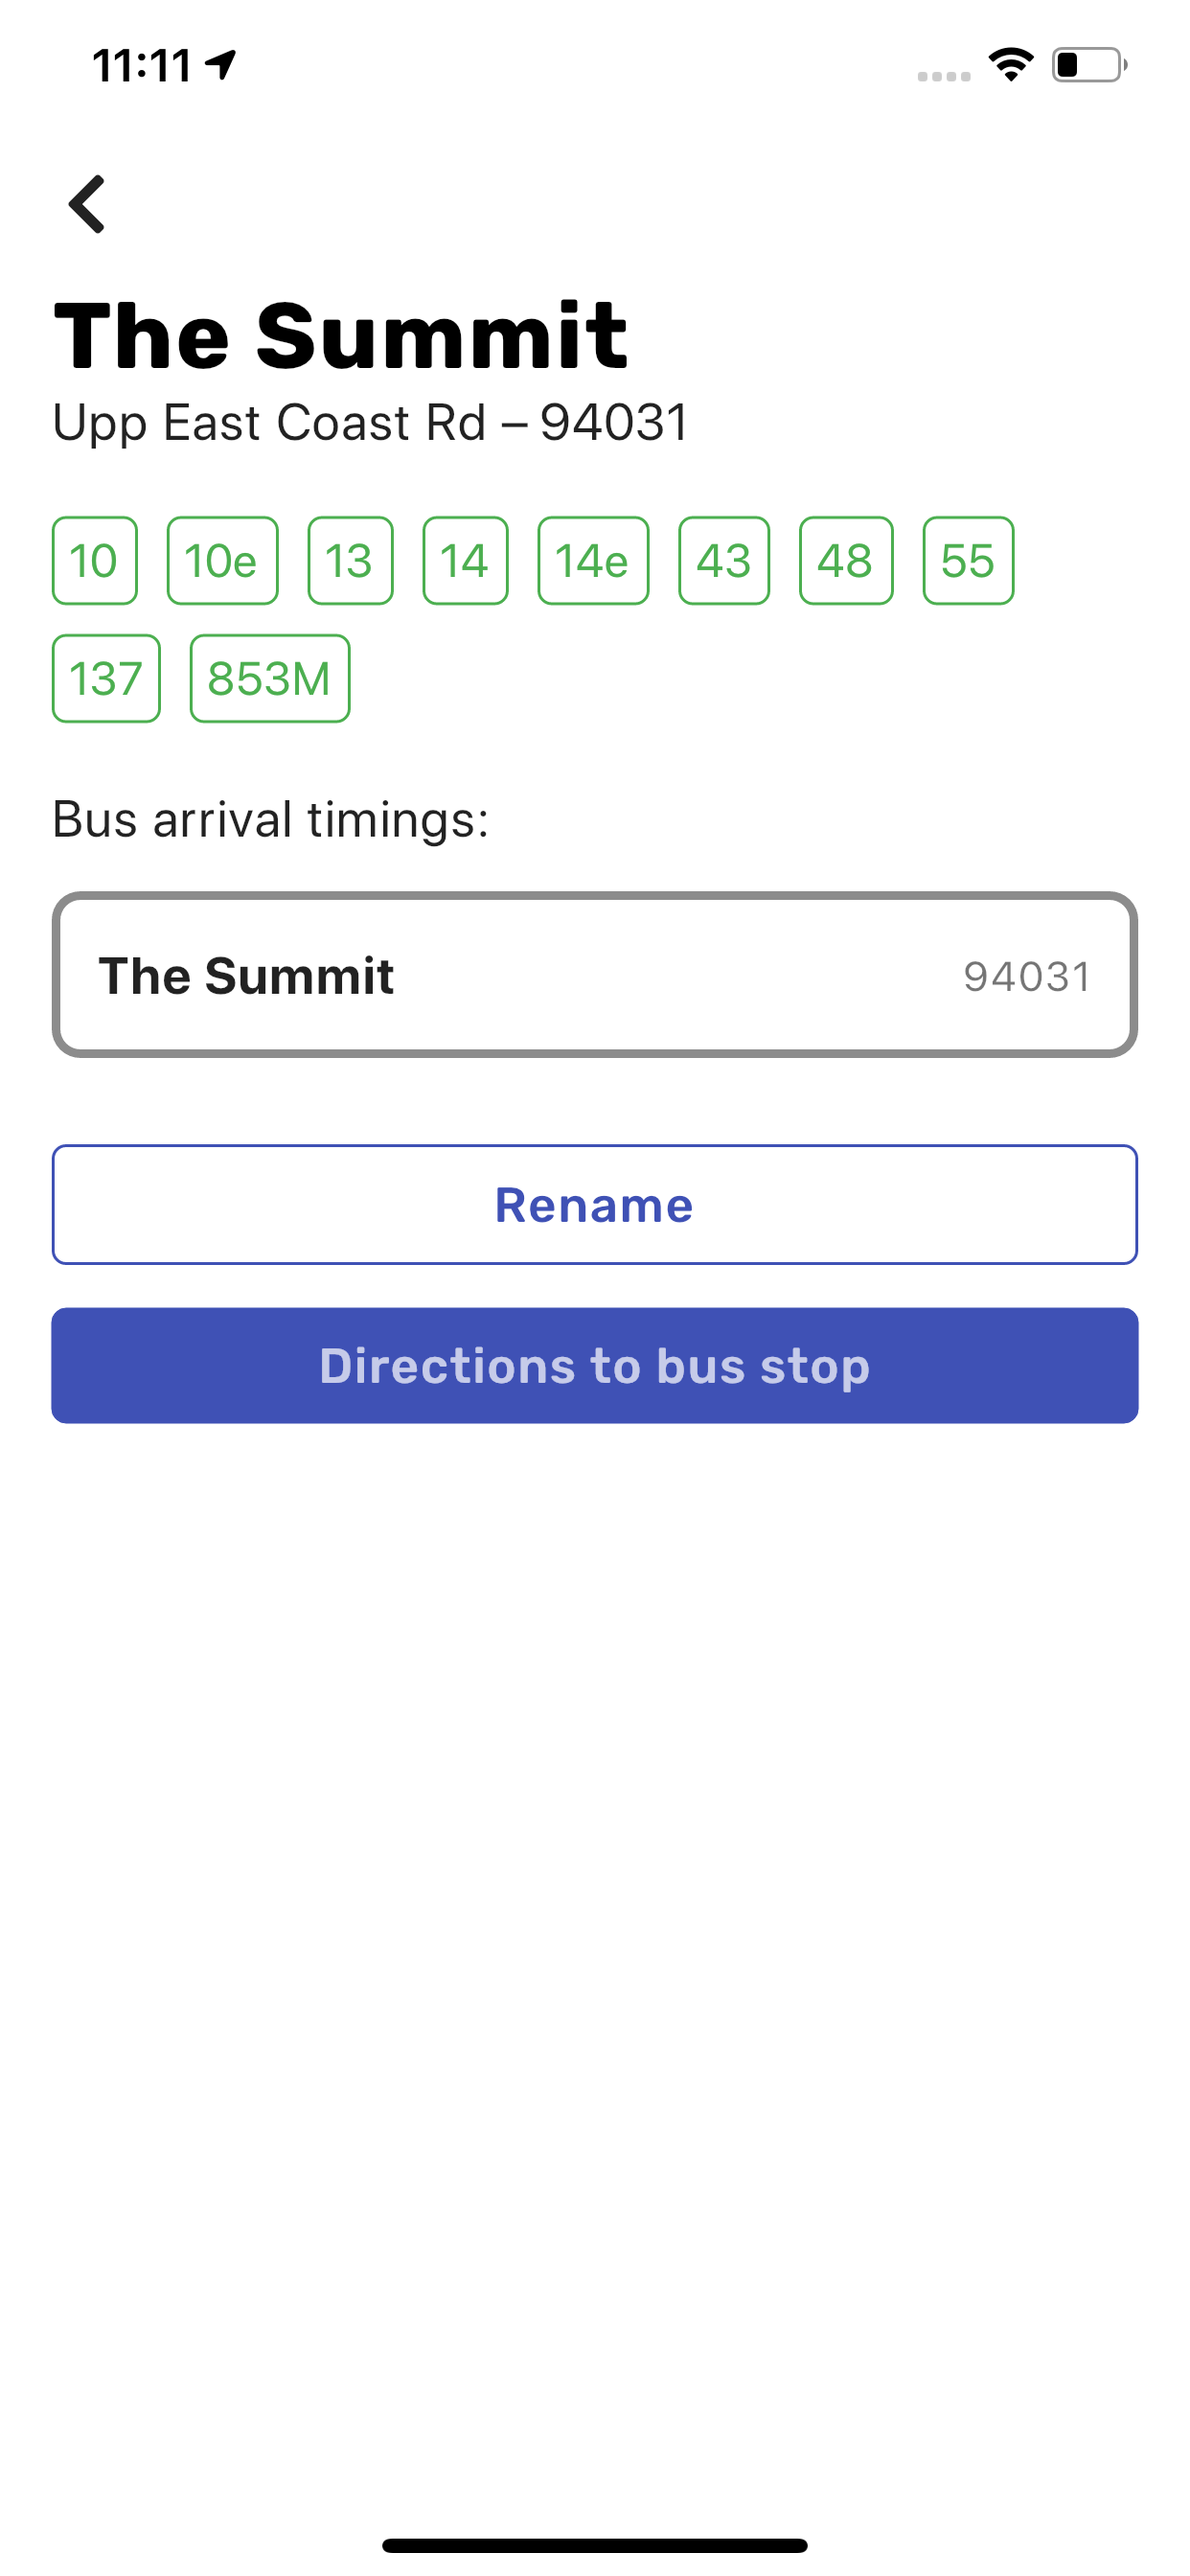 11:11
The Summit
Upp East Coast Rd – 94031
10 10e 13 14 14e 43 48 55
137 853M
Bus arrival timings:
The Summit 94031
Rename
Directions to bus stop